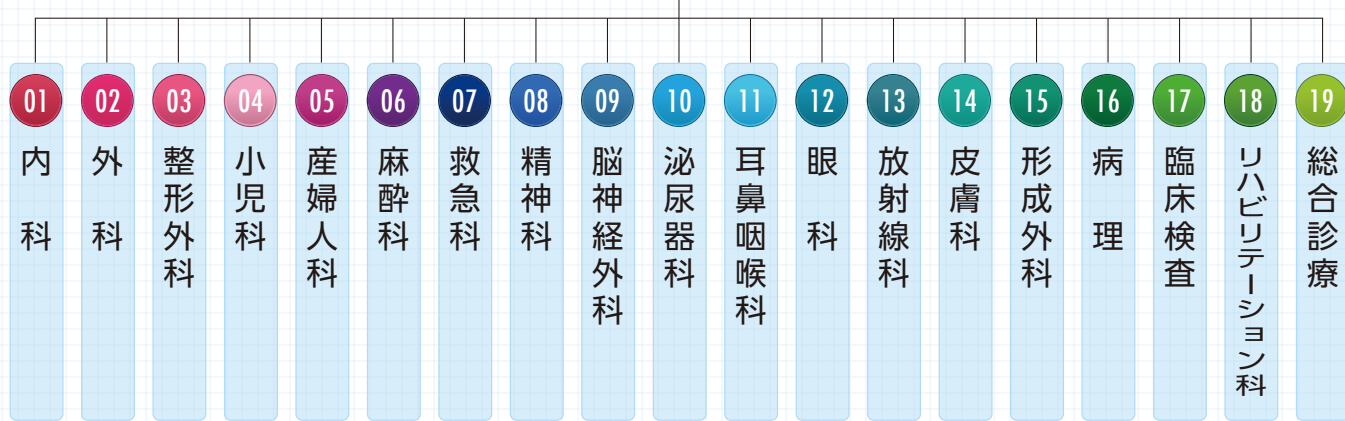 01
内科
02
外科
03
整形外科
04
小児科
05
産婦人科
06
麻酔科
07
救急科
08
精神科
09
脳神経外科
10
泌尿器科
11
耳鼻咽喉科
12
眼科
13
放射線科
14
皮膚科
15
形成外科
16
病理
17
臨床検査
18
リハビリテーション科
19
総合診療